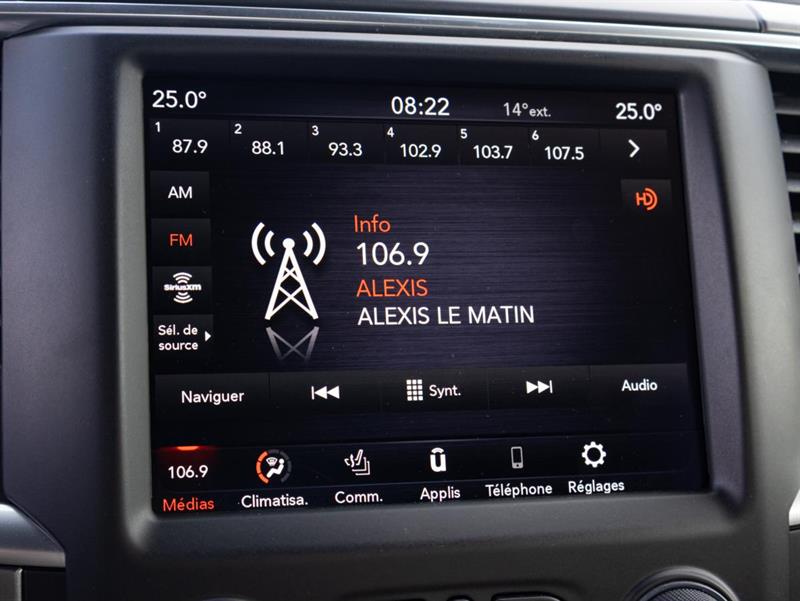 25.0° 08:22 14°ext. 25.0°
1 87.9 2 88.1 3 93.3 4 102.9 5 103.7 6 107.5
AM
HD
FM
Info
106.9
SiriusXM
ALEXIS
ALEXIS LE MATIN
Sél. de
source
Naviguer Synt. Audio
106.9 û
Médias Climatisa. Comm. Applis Téléphone Réglages